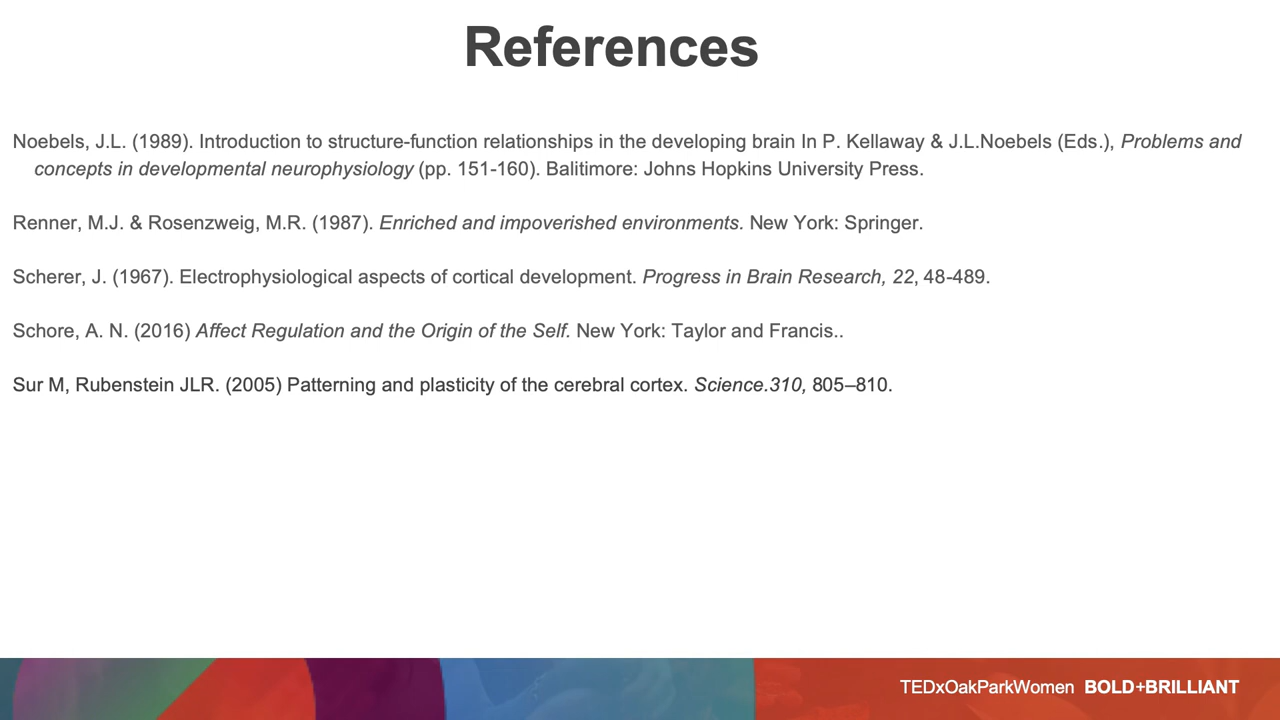 References
Noebels, J.L. (1989). Introduction to structure-function relationships in the developing brain In P. Kellaway & J.L.Noebels (Eds.), Problems and
concepts in developmental neurophysiology (pp. 151-160). Balitimore: Johns Hopkins University Press.
Renner, M.J. & Rosenzweig, M.R. (1987). Enriched and impoverished environments. New York: Springer.
Scherer, J. (1967). Electrophysiological aspects of cortical development. Progress in Brain Research, 22, 48-489.
Schore, A. N. (2016) Affect Regulation and the Origin of the Self. New York: Taylor and Francis..
Sur M, Rubenstein JLR. (2005) Patterning and plasticity of the cerebral cortex. Science.310, 805–810.
TEDxOakParkWomen BOLD+BRILLIANT